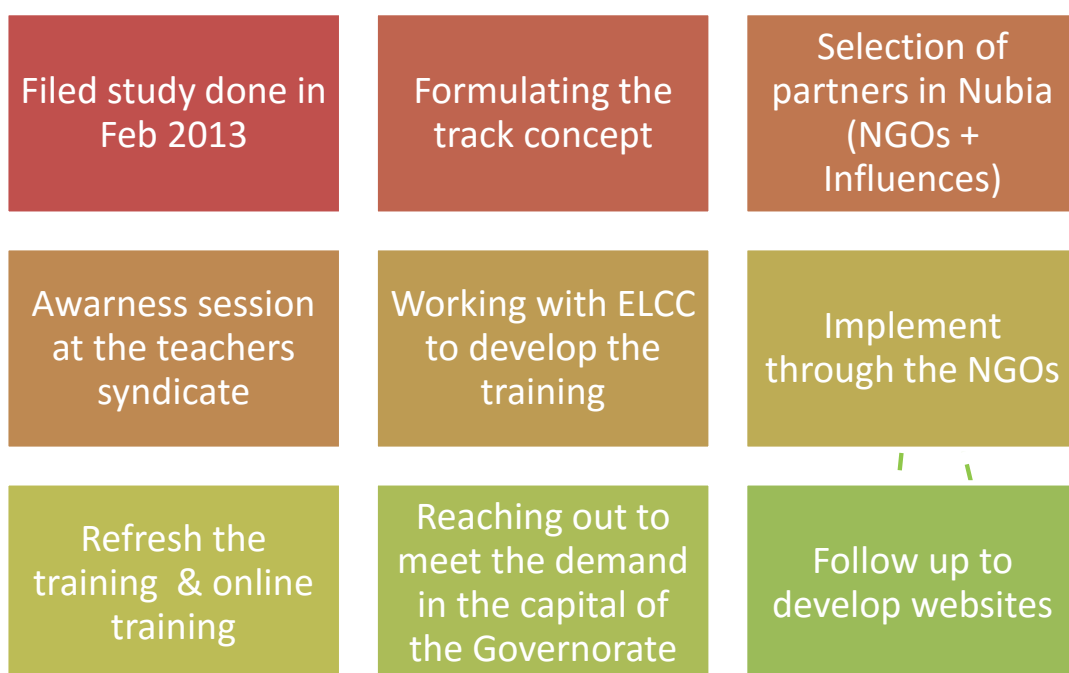 Filed study done in
Feb 2013
Formulating the
track concept
Selection of
partners in Nubia
(NGOs +
Influences)
Awarness session
at the teachers
syndicate
Working with ELCC
to develop the
training
Implement
through the NGOs
Refresh the
training & online
training
Reaching out to
meet the demand
in the capital of
the Governorate
Follow up to
develop websites